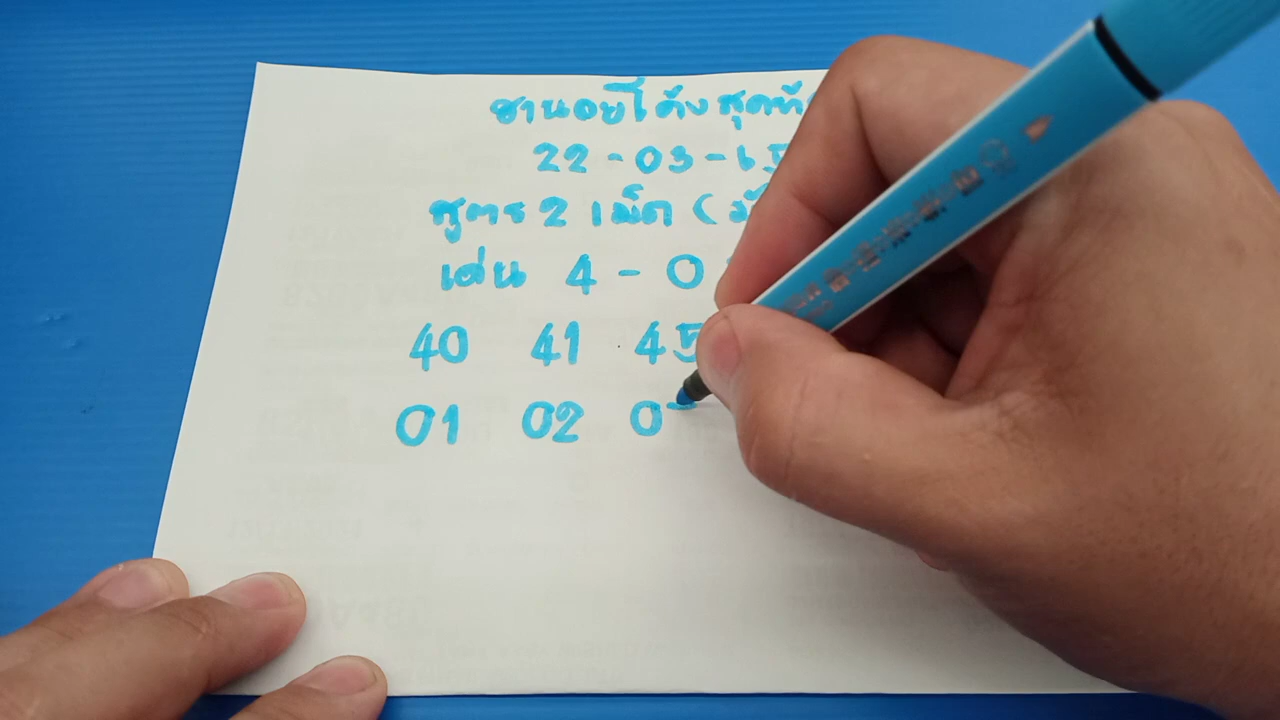 ฮานอยโค้งสุดท้
22-03-65
สูตร 2 เม็ด (
เด่น 4-0
40 41 45
01 02 0